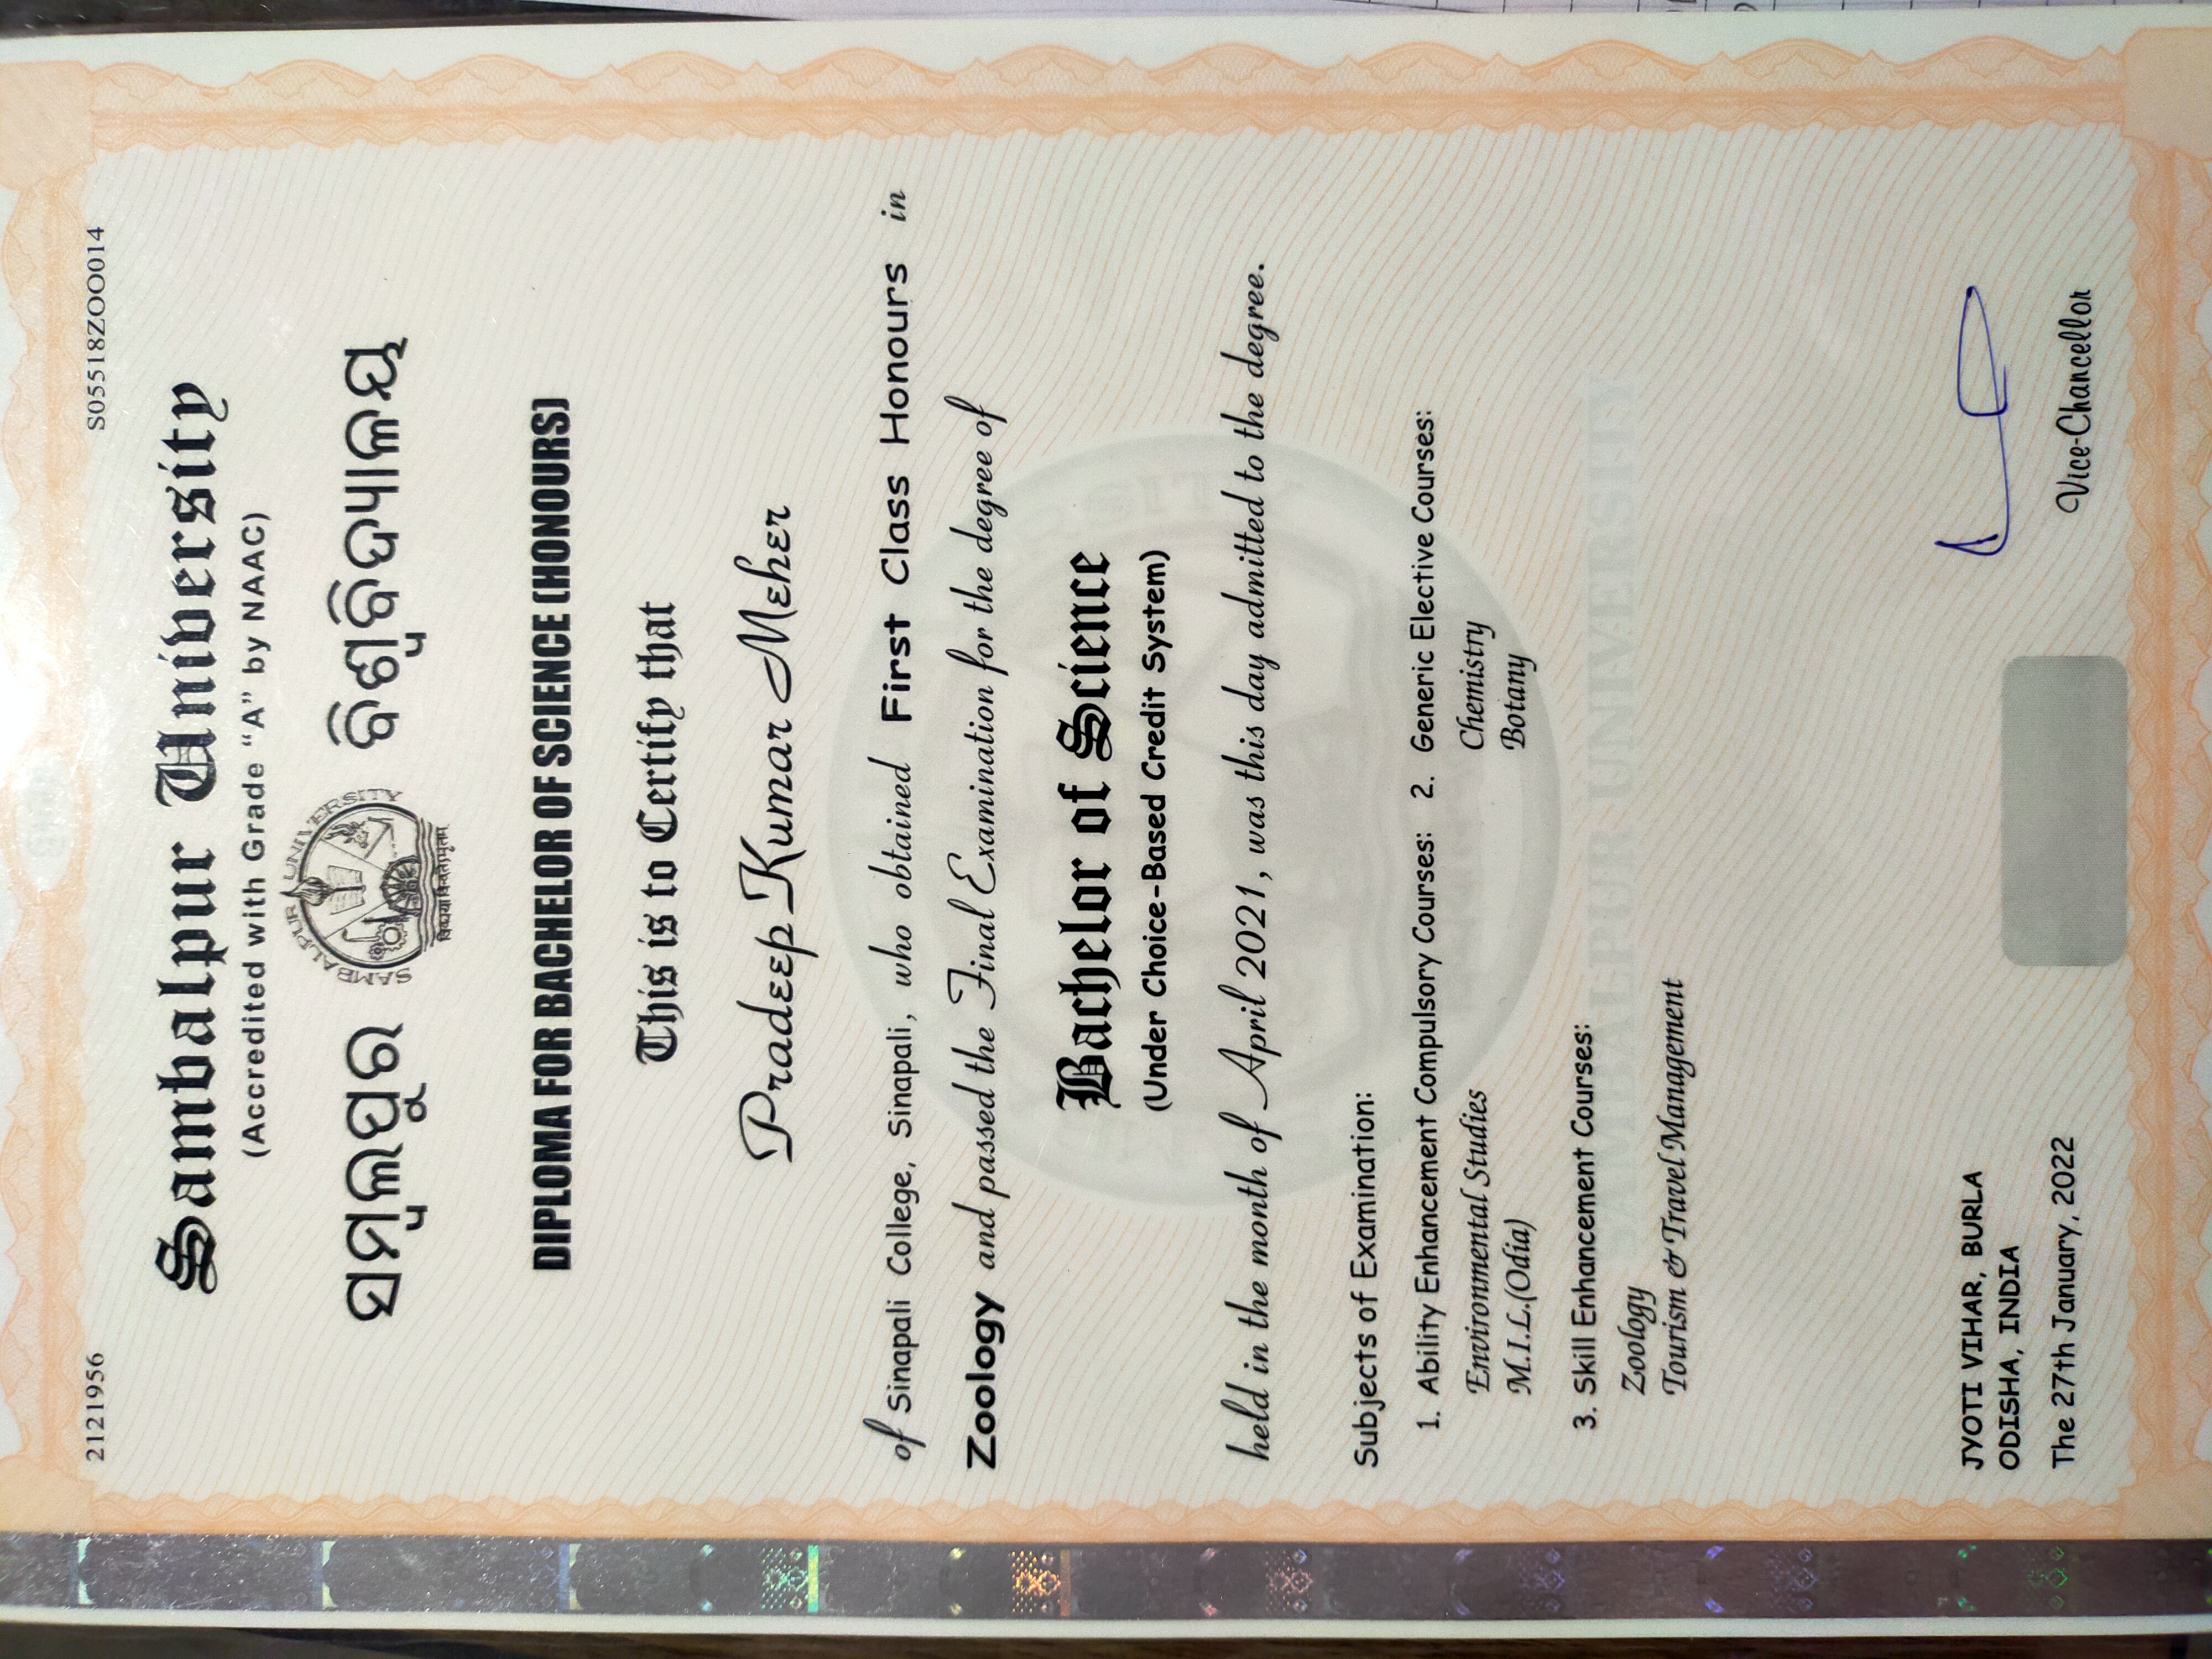 2121956
S05518ZOO014
Sambalpur University
(Accredited with Grade "A" by NAAC)
ସମ୍ବଲପୁର ବିଶ୍ୱବିଦ୍ୟାଳୟ
SAMBALPUR UNIVERSITY
DIPLOMA FOR BACHELOR OF SCIENCE (HONOURS)
This is to Certify that
Pradeep Kumar Meher
of Sinapali College, Sinapali, who obtained First Class Honours in
Zoology and passed the Final Examination for the degree of
Bachelor of Science
(Under Choice-Based Credit System)
held in the month of April 2021, was this day admitted to the degree.
Subjects of Examination:
1. Ability Enhancement Compulsory Courses:
Environmental Studies
M.I.L.(Odia)
2. Generic Elective Courses:
Chemistry
Botany
3. Skill Enhancement Courses:
Zoology
Tourism & Travel Management
SAMBALPUR UNIVERSITY
JYOTI VIHAR, BURLA
ODISHA, INDIA
The 27th January, 2022
Vice-Chancellor